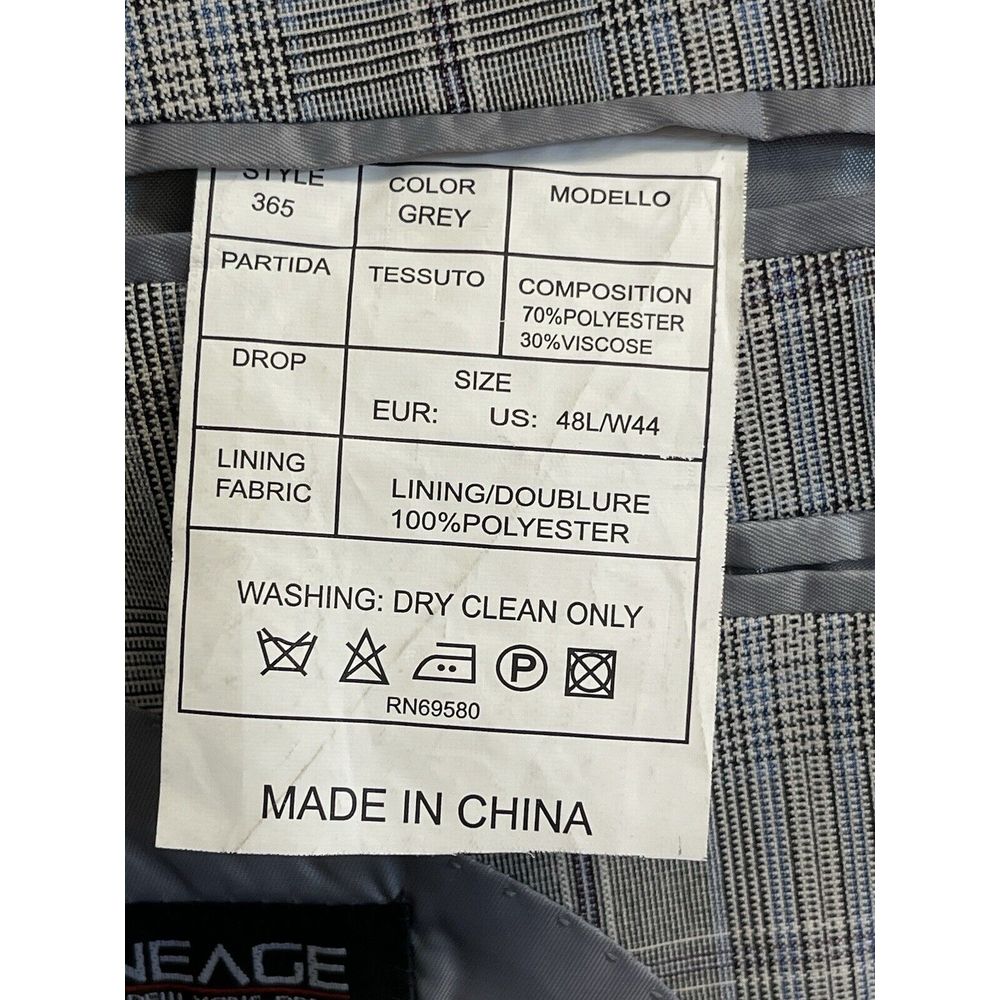 STYLE
365
COLOR
GREY
MODELLO
PARTIDA
TESSUTO
COMPOSITION
70%POLYESTER
30%VISCOSE
DROP
SIZE
EUR: US: 48L/W44
LINING
FABRIC
LINING/DOUBLURE
100%POLYESTER
WASHING: DRY CLEAN ONLY
P
RN69580
MADE IN CHINA
NEAGE